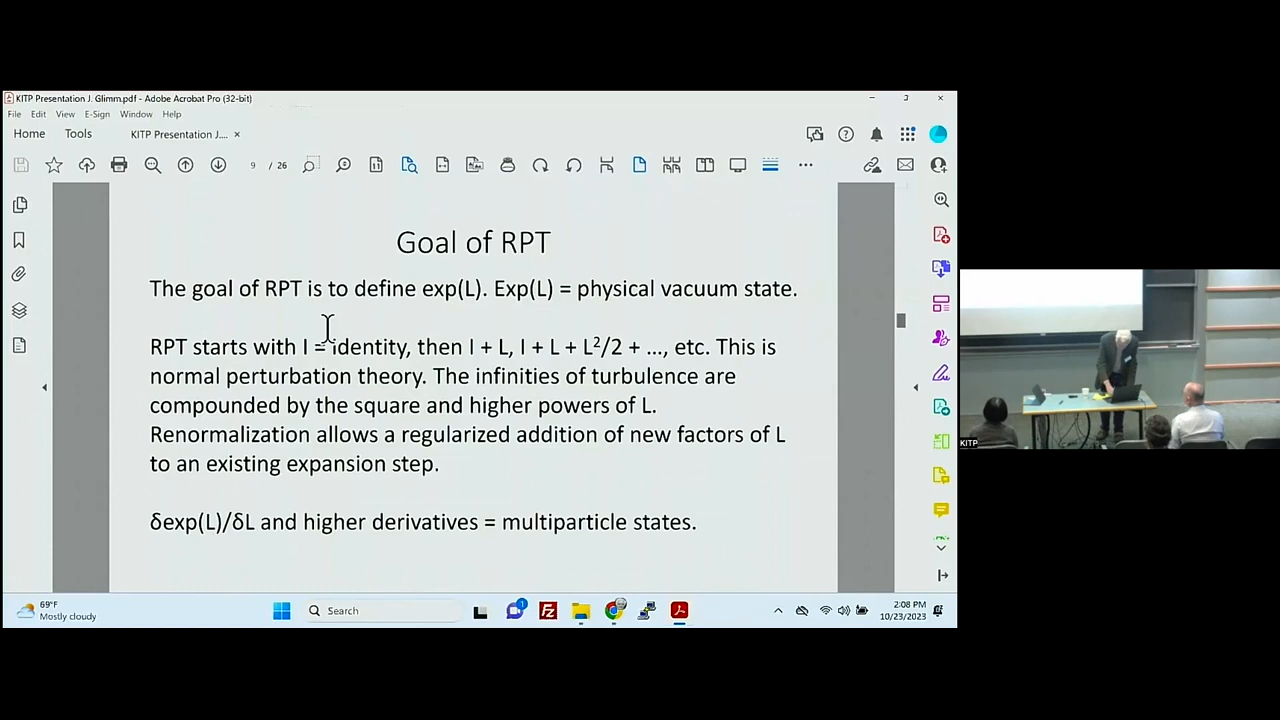 KITP Presentation J. Glimm.pdf - Adobe Acrobat Pro (32-bit)
File Edit View E-Sign Window Help
Home Tools KITP Presentation J.... ×
9 / 26
Goal of RPT
The goal of RPT is to define exp(L). Exp(L) = physical vacuum state.
RPT starts with I = identity, then I + L, I + L + L²/2 + ..., etc. This is
normal perturbation theory. The infinities of turbulence are
compounded by the square and higher powers of L.
Renormalization allows a regularized addition of new factors of L
to an existing expansion step.
δexp(L)/δL and higher derivatives = multiparticle states.
KITP
69°F
Mostly cloudy
Search
1
2:08 PM
10/23/2023